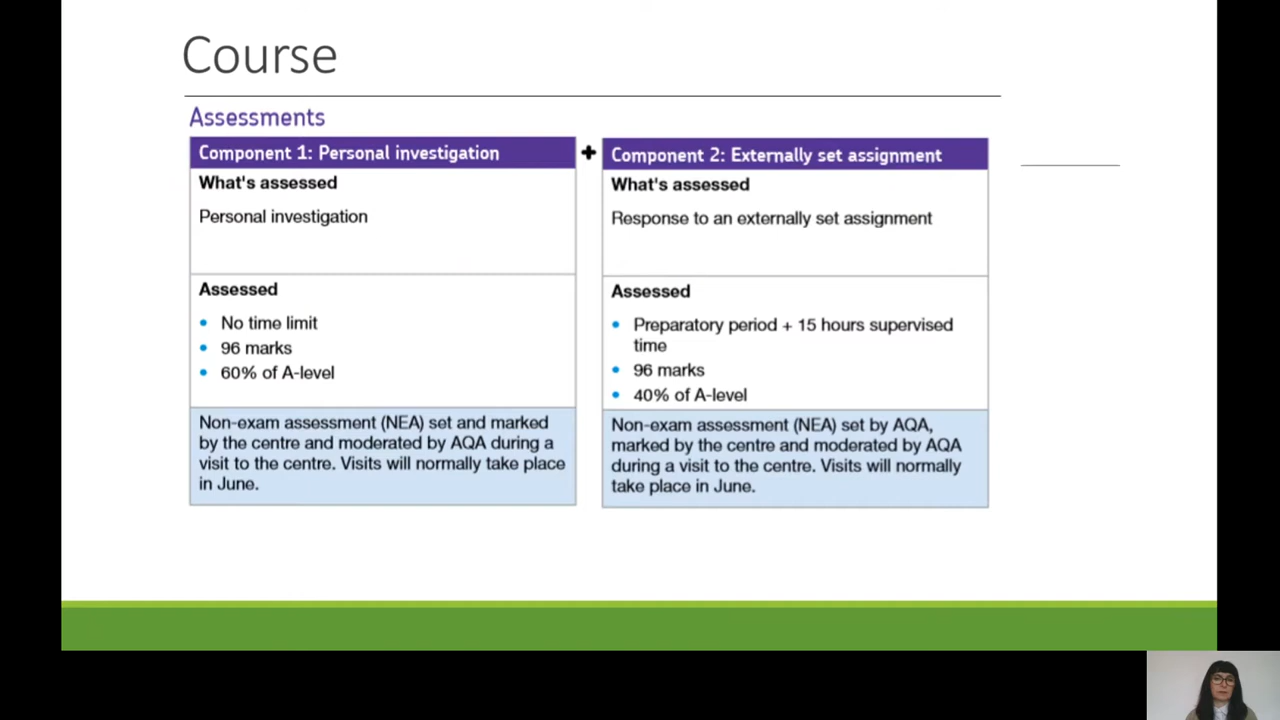 Course
Assessments
Component 1: Personal investigation
What's assessed
Personal investigation
Assessed
• No time limit
• 96 marks
• 60% of A-level
Non-exam assessment (NEA) set and marked
by the centre and moderated by AQA during a
visit to the centre. Visits will normally take place
in June.
+
Component 2: Externally set assignment
What's assessed
Response to an externally set assignment
Assessed
• Preparatory period + 15 hours supervised
time
• 96 marks
• 40% of A-level
Non-exam assessment (NEA) set by AQA,
marked by the centre and moderated by AQA
during a visit to the centre. Visits will normally
take place in June.